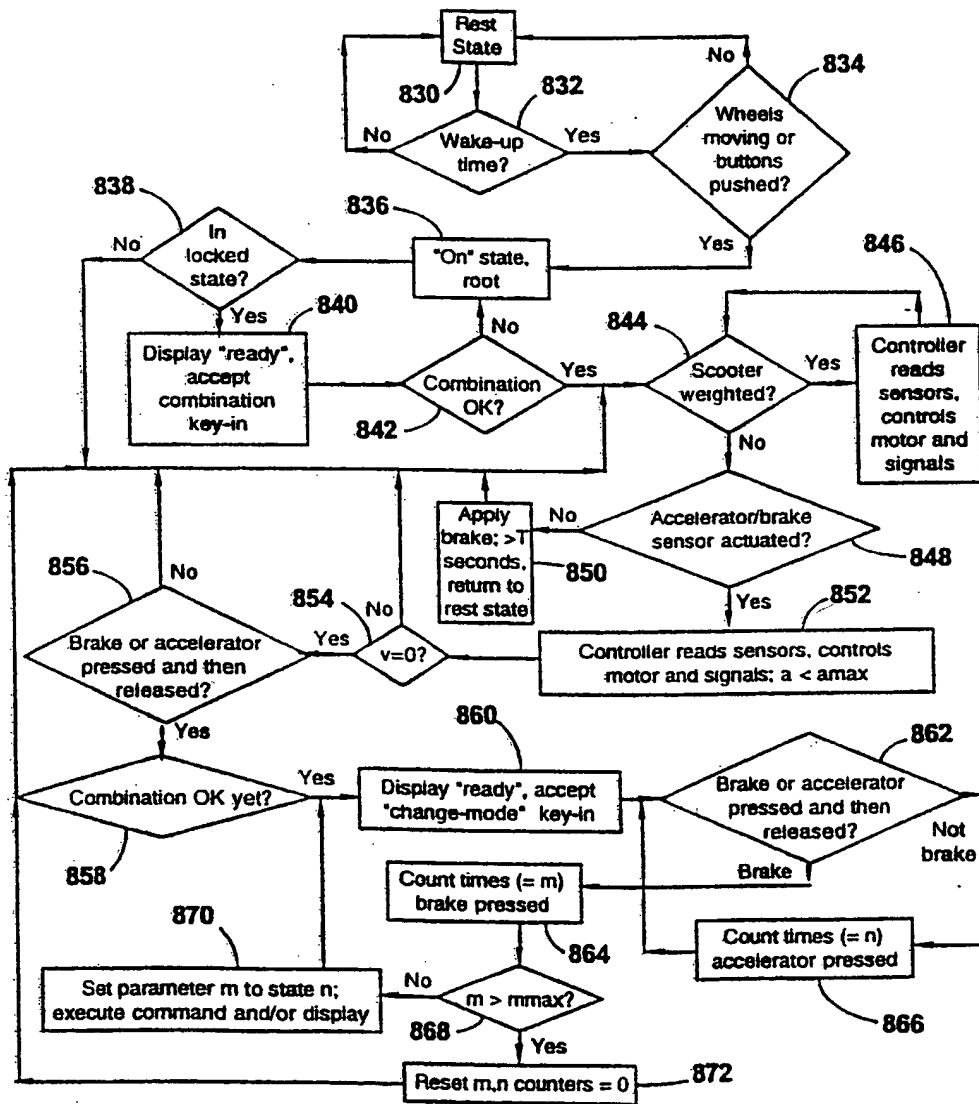 Rest
State
830
832
834
No
No
Wake-up
time?
Yes
Wheels
moving or
buttons
pushed?
838
836
No
In
locked
state?
"On" state,
root
Yes
846
Yes
840
No
844
Display "ready",
accept
combination
key-in
Combination
OK?
842
Yes
Scooter
weighted?
Yes
Controller
reads
sensors,
controls
motor and
signals
No
Apply
brake; >T
seconds,
return to
rest state
850
No
Accelerator/brake
sensor actuated?
848
856
No
854
No
Yes
852
Brake or accelerator
pressed and then
released?
Yes
v=0?
Controller reads sensors, controls
motor and signals; a < amax
Yes
860
862
Combination OK yet?
858
Yes
Display "ready", accept
"change-mode" key-in
Brake or accelerator
pressed and then
released?
Not
brake
Brake
Count times (= m)
brake pressed
864
870
Count times (= n)
accelerator pressed
866
Set parameter m to state n;
execute command and/or display
No
m > mmax?
868
Yes
Reset m,n counters = 0
872